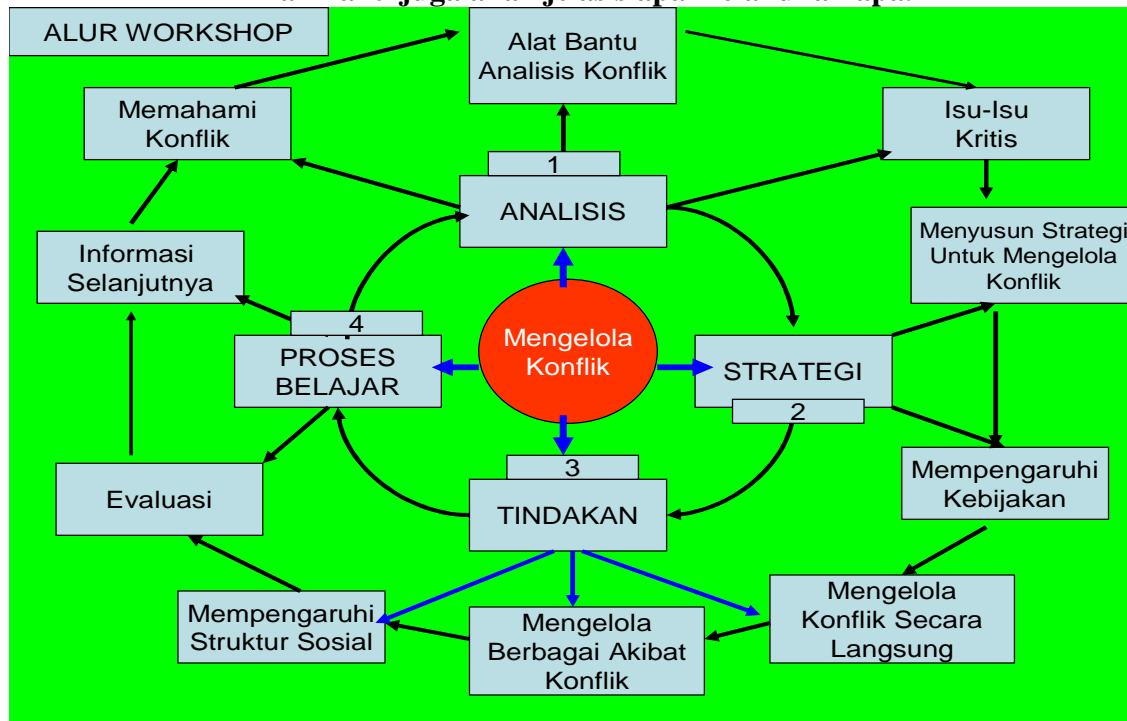 ALUR WORKSHOP
Alat Bantu
Analisis Konflik
Memahami
Konflik
Isu-Isu
Kritis
1
ANALISIS
Informasi
Selanjutnya
Menyusun Strategi
Untuk Mengelola
Konflik
4
PROSES
BELAJAR
Mengelola
Konflik
STRATEGI
2
3
TINDAKAN
Evaluasi
Mempengaruhi
Kebijakan
Mempengaruhi
Struktur Sosial
Mengelola
Berbagai Akibat
Konflik
Mengelola
Konflik Secara
Langsung